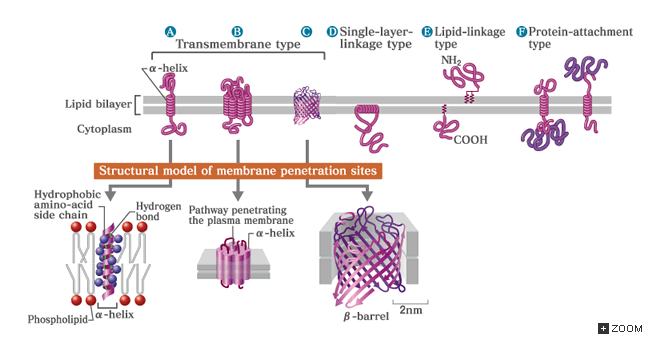 A B C D Single-layer-
linkage type
E Lipid-linkage
type
F Protein-attachment
type
Transmembrane type
α-helix
NH₂
Lipid bilayer
Cytoplasm
COOH
Structural model of membrane penetration sites
Hydrophobic
amino-acid
side chain
Hydrogen
bond
Pathway penetrating
the plasma membrane
α-helix
Phospholipid
α-helix
β-barrel
2nm
+ ZOOM